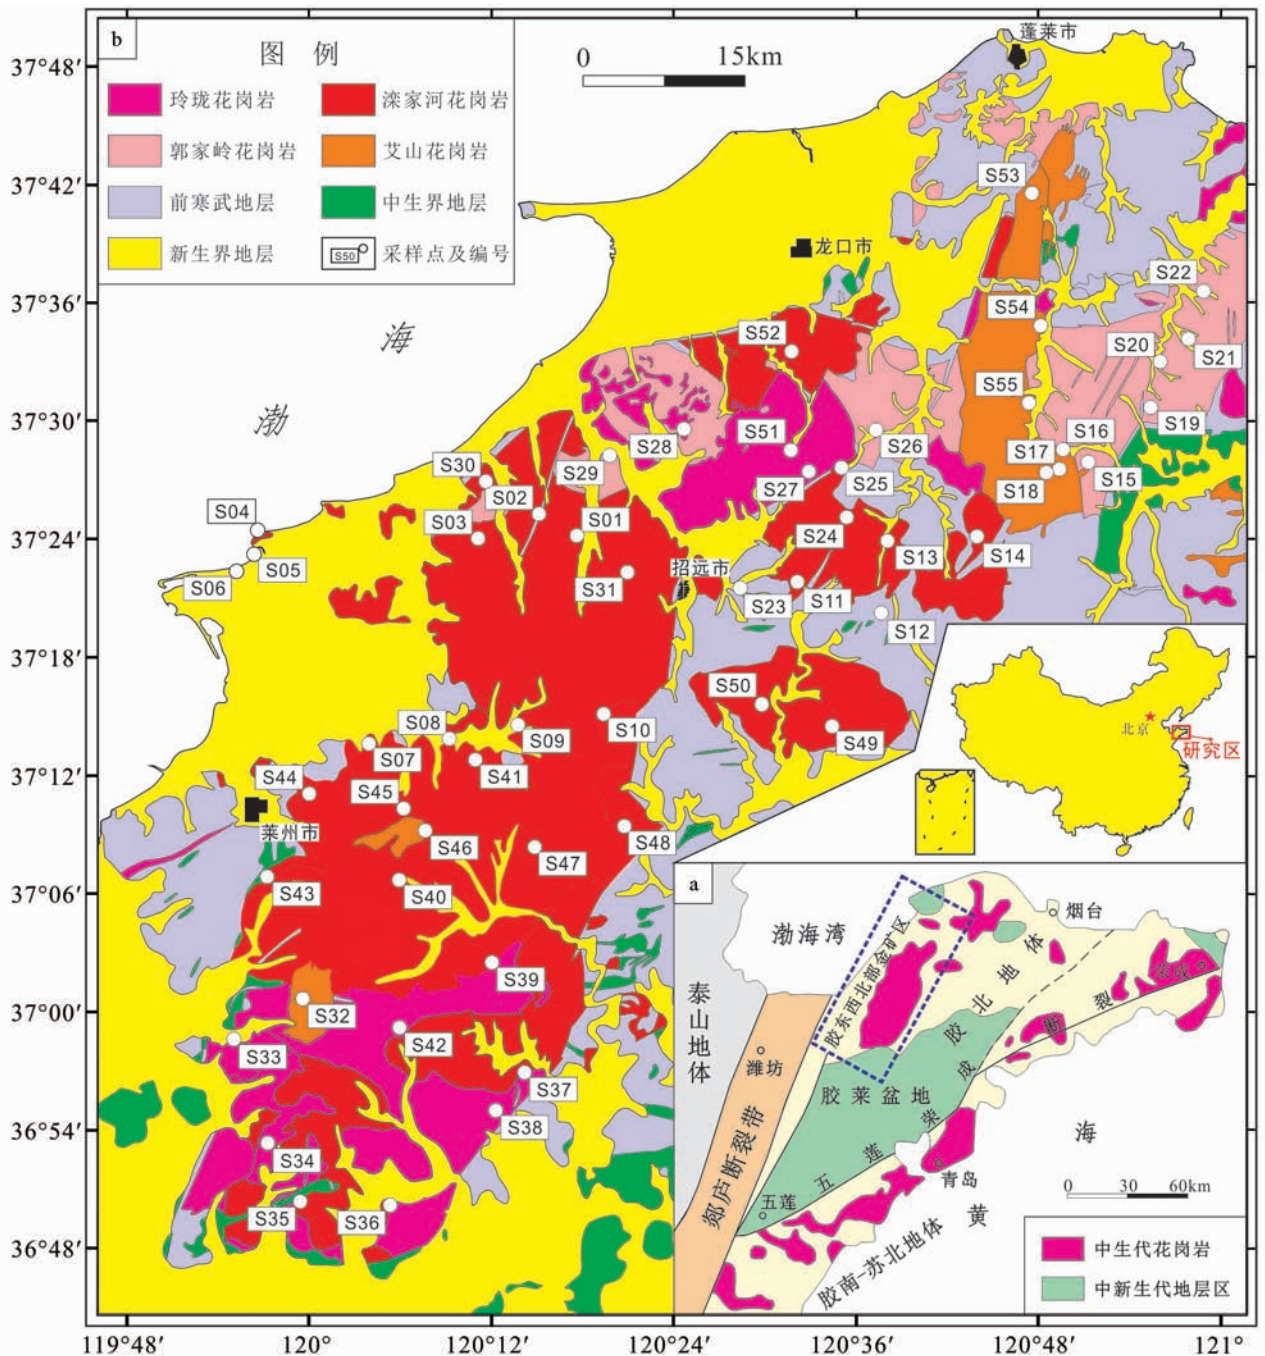 b
图 例
玲珑花岗岩
滦家河花岗岩
郭家岭花岗岩
艾山花岗岩
前寒武地层
中生界地层
新生界地层
S50
采样点及编号
0 15km
蓬莱市
龙口市
招远市
莱州市
渤
海
S53
S22
S54
S52
S20
S21
S55
S19
S28
S51
S26
S16
S17
S30
S29
S27
S25
S18
S15
S02
S04
S03
S01
S24
S13
S14
S06
S05
S31
S23
S11
S12
S50
S08
S09
S10
S49
S07
S41
S44
S45
S46
S47
S48
S43
S40
S39
S32
S42
S33
S37
S38
S34
S35
S36
北京
研究区
a
渤海湾
烟台
泰山地体
胶东西北部金矿区
胶北地体
荣成
断裂
潍坊
胶莱盆地
郯庐断裂带
五莲
五莲荣成
青岛
海
黄
胶南-苏北地体
0 30 60km
中生代花岗岩
中新生代地层区
37°48′
37°42′
37°36′
37°30′
37°24′
37°18′
37°12′
37°06′
37°00′
36°54′
36°48′
119°48′ 120° 120°12′ 120°24′ 120°36′ 120°48′ 121°